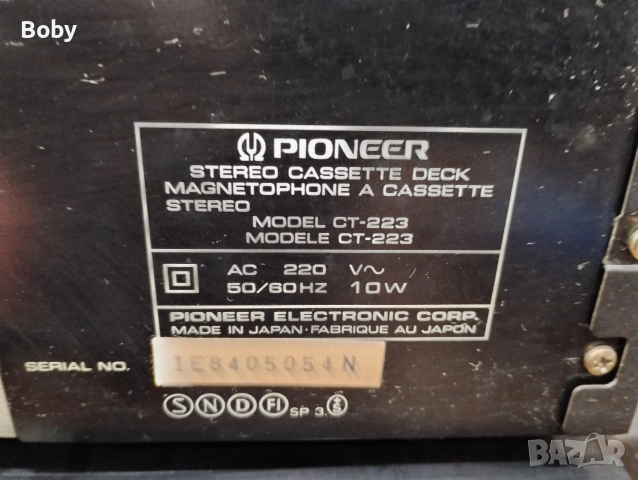 Boby
PIONEER
STEREO CASSETTE DECK
MAGNETOPHONE A CASSETTE
STEREO
MODEL CT-223
MODELE CT-223
AC 220 V~
50/60HZ 10W
PIONEER ELECTRONIC CORP.
MADE IN JAPAN·FABRIQUE AU JAPON
SERIAL NO. 1E8405054N
S N D FI SP 3. S
BAZAR